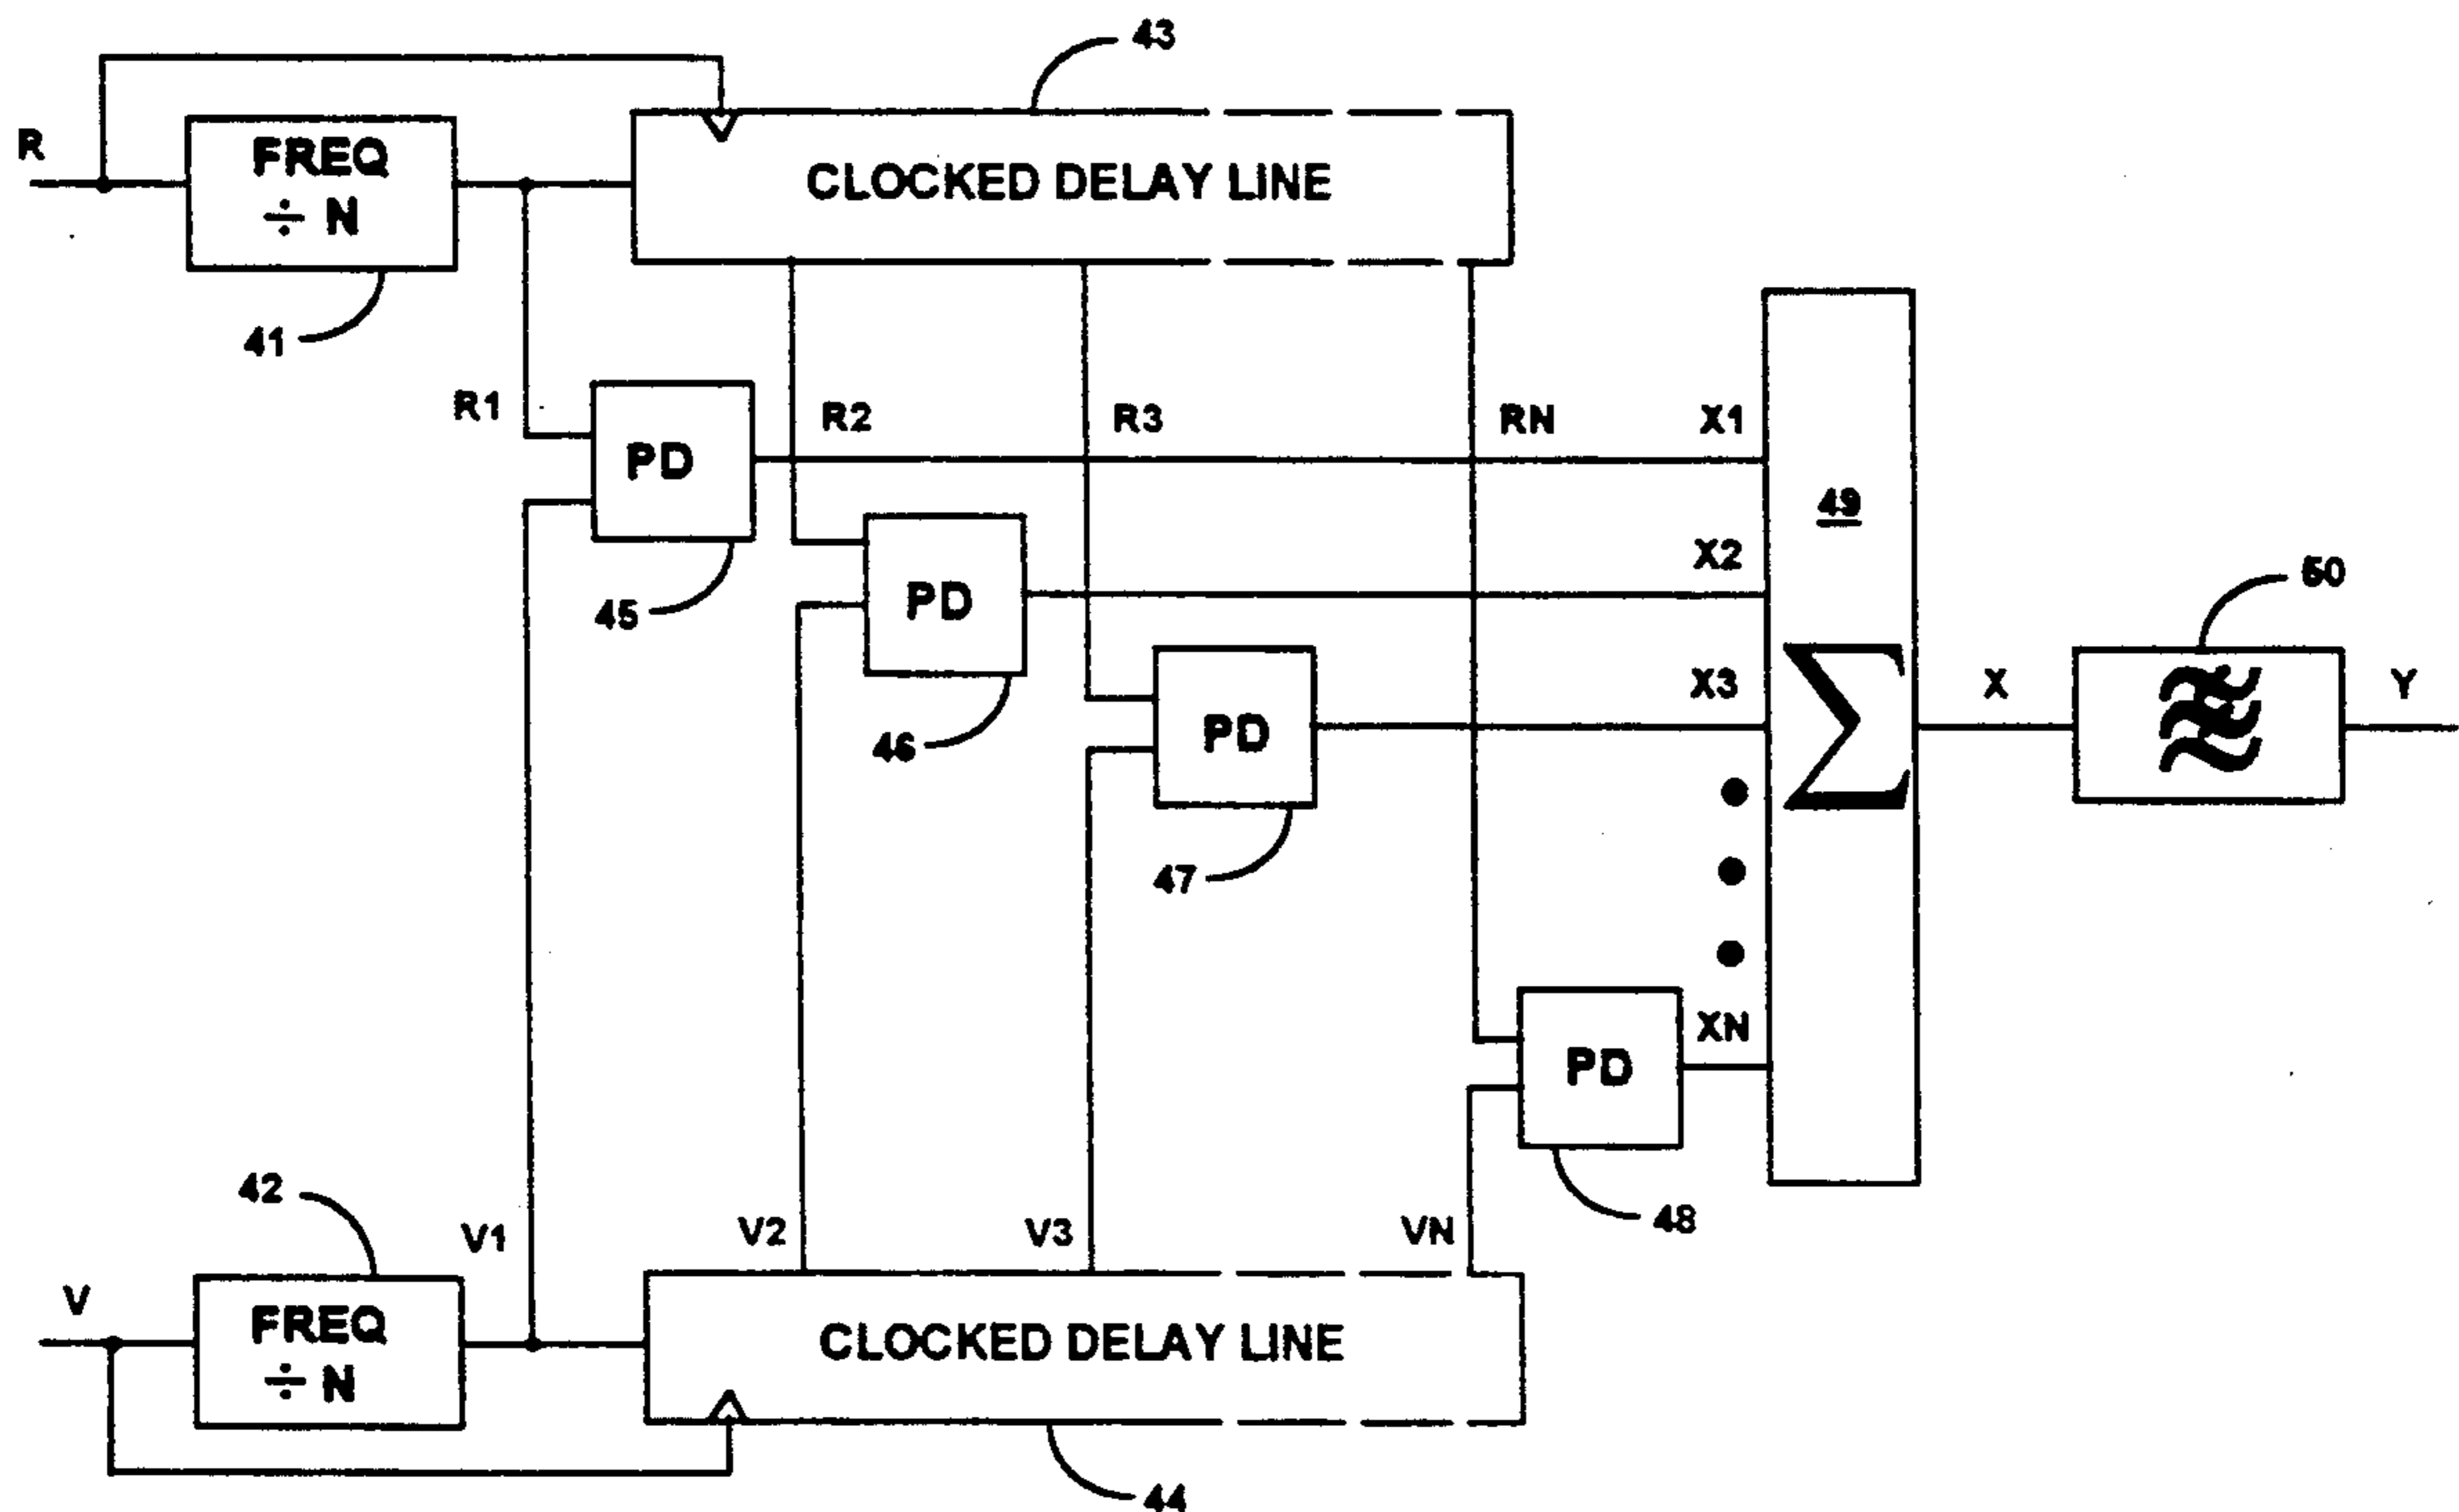 43
R
FREQ
÷ N
CLOCKED DELAY LINE
41
R1
R2
R3
RN
X1
PD
49
45
X2
PD
50
46
X3
Σ
X
Y
PD
47
XN
PD
42
48
V1
V2
V3
VN
V
FREQ
÷ N
CLOCKED DELAY LINE
44